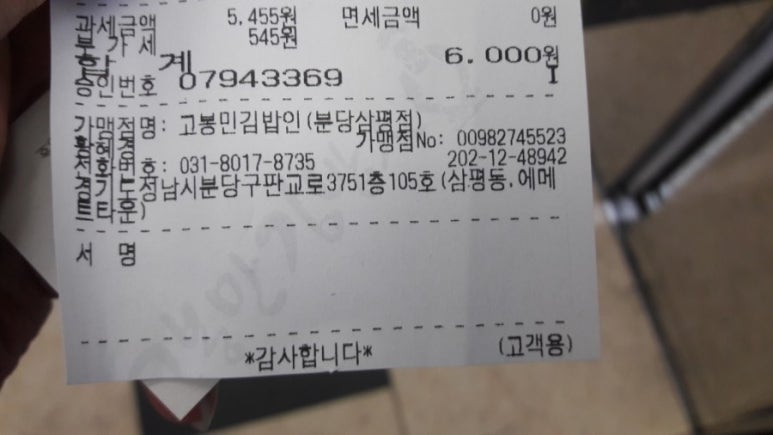 과세금액 5,455원 면세금액 0원
부 가 세 545원
합 계 6.000원
승인번호 07943369 I
가맹점명: 고봉민김밥인(분당삼평점)
황혜경 가맹점No: 00982745523
전화번호: 031-8017-8735 202-12-48942
경기도성남시분당구판교로3751층105호(삼평동,에메
트타운)
서 명
*감사합니다* (고객용)